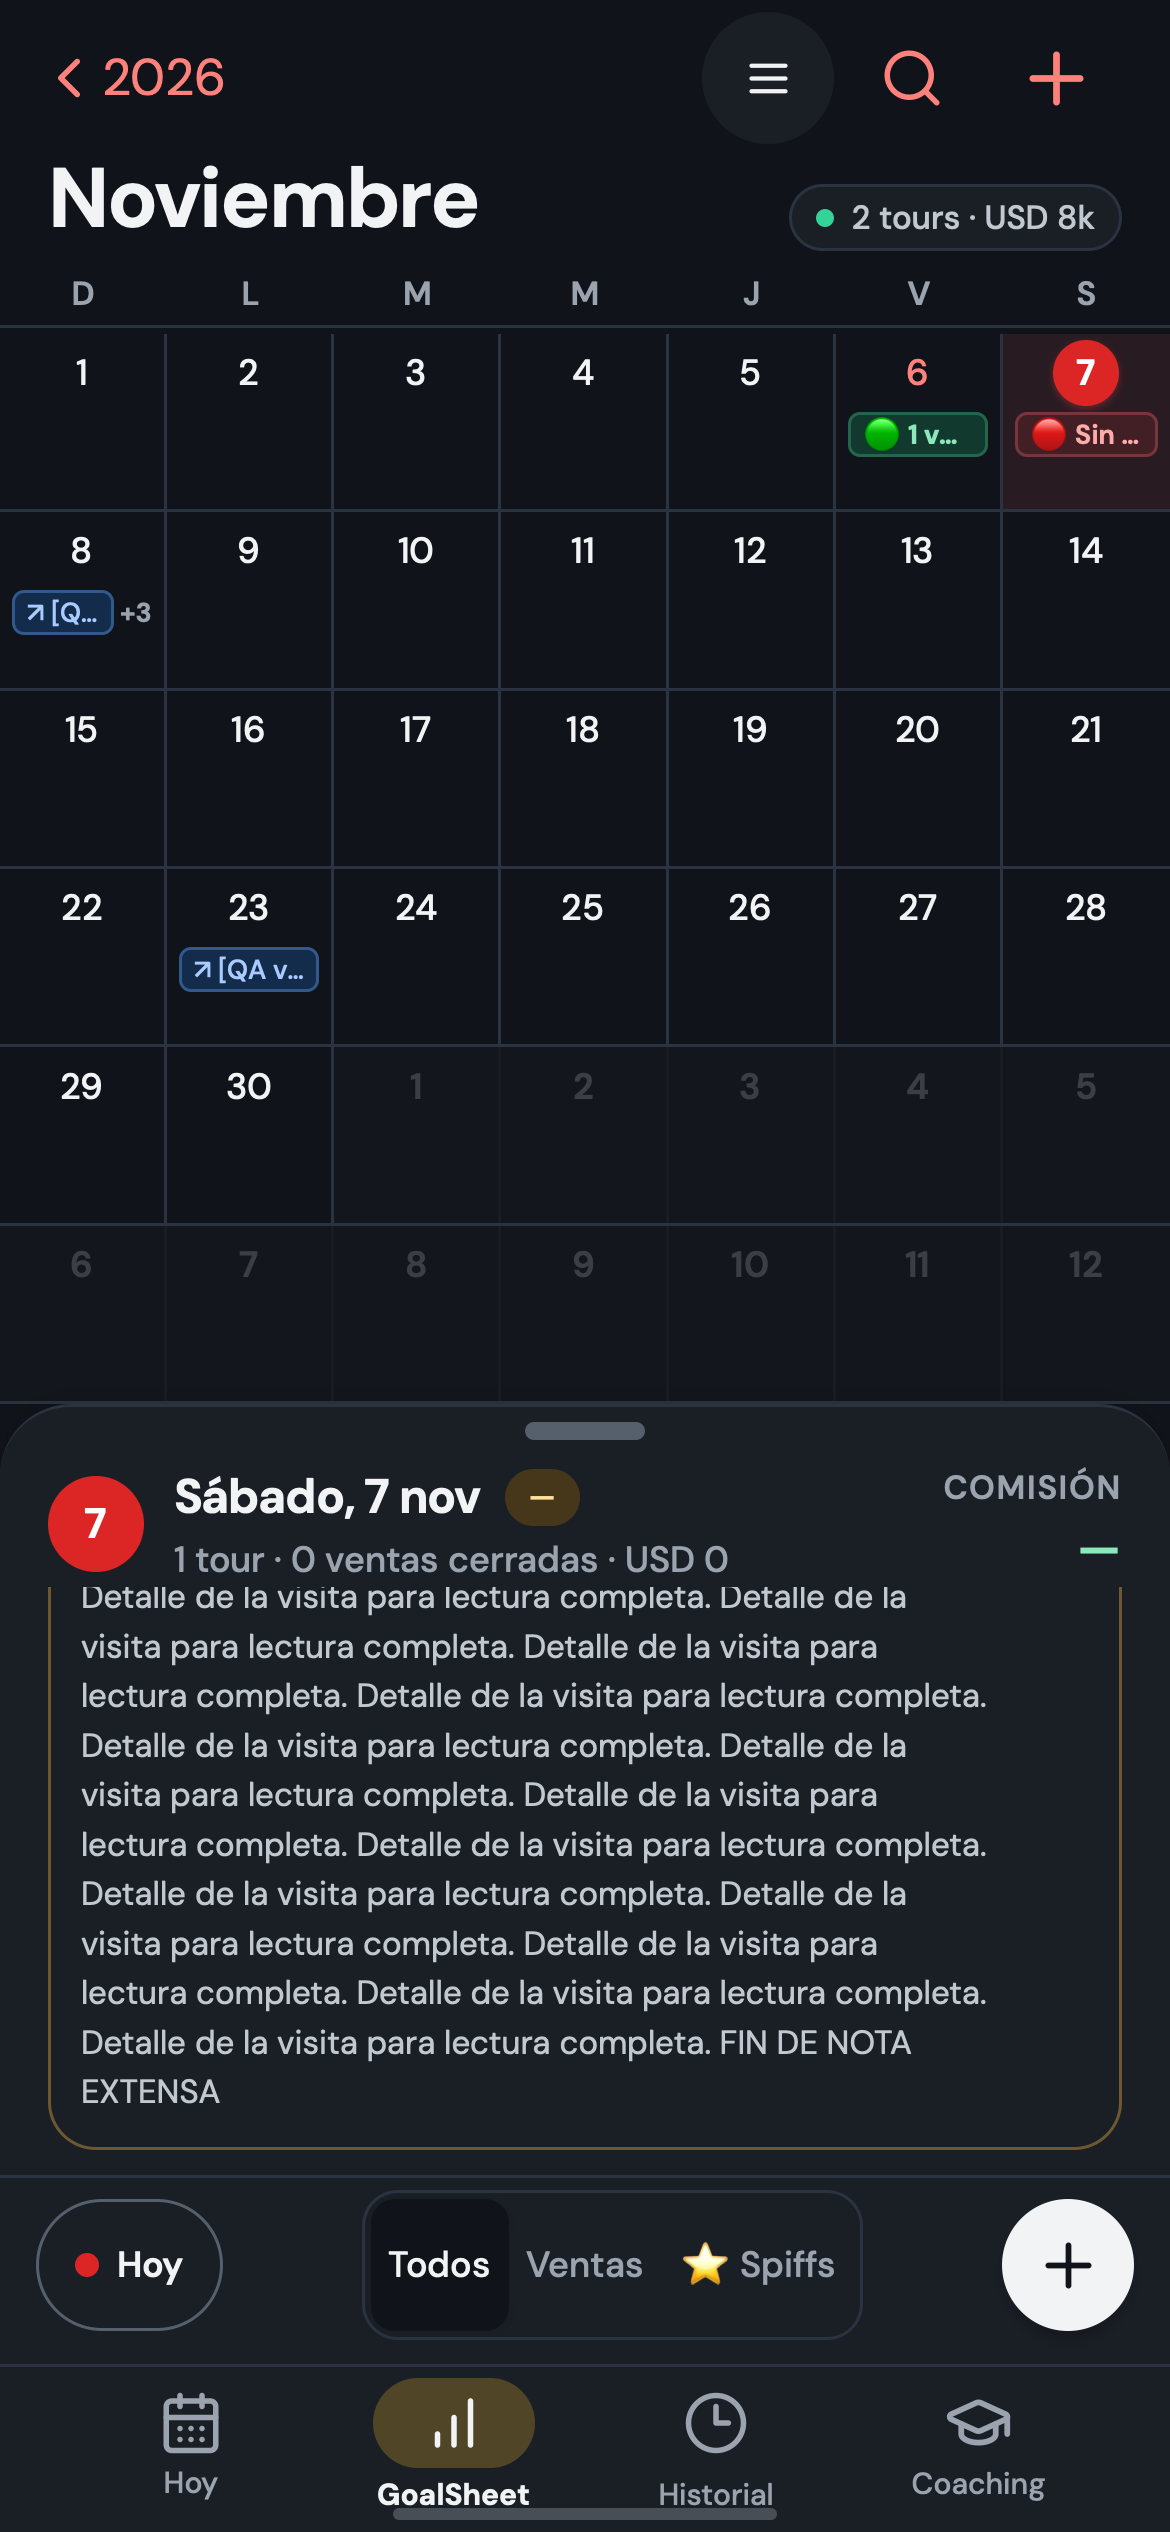 2026
Noviembre
2 tours · USD 8k
D L M M J V S
1 2 3 4 5 6 7
1 v... Sin ...
8 9 10 11 12 13 14
[Q... +3
15 16 17 18 19 20 21
22 23 24 25 26 27 28
[QA v...
29 30 1 2 3 4 5
6 7 8 9 10 11 12
7 Sábado, 7 nov – COMISIÓN
1 tour · 0 ventas cerradas · USD 0 —
Detalle de la visita para lectura completa. Detalle de la
visita para lectura completa. Detalle de la visita para
lectura completa. Detalle de la visita para lectura completa.
Detalle de la visita para lectura completa. Detalle de la
visita para lectura completa. Detalle de la visita para
lectura completa. Detalle de la visita para lectura completa.
Detalle de la visita para lectura completa. Detalle de la
visita para lectura completa. Detalle de la visita para
lectura completa. Detalle de la visita para lectura completa.
Detalle de la visita para lectura completa. FIN DE NOTA
EXTENSA
Hoy Todos Ventas ⭐ Spiffs
Hoy GoalSheet Historial Coaching